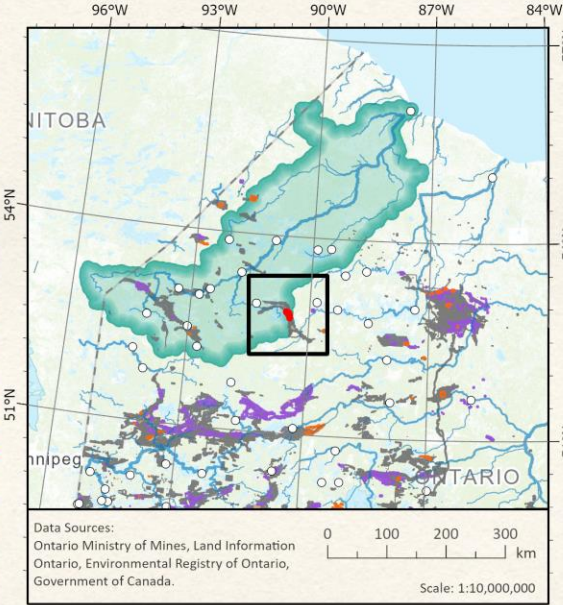 96°W 93°W 90°W 87°W 84°W
NITOBA
54°N
51°N
nnipeg
ONTARIO
Data Sources:
Ontario Ministry of Mines, Land Information
Ontario, Environmental Registry of Ontario,
Government of Canada.
0 100 200 300
km
Scale: 1:10,000,000